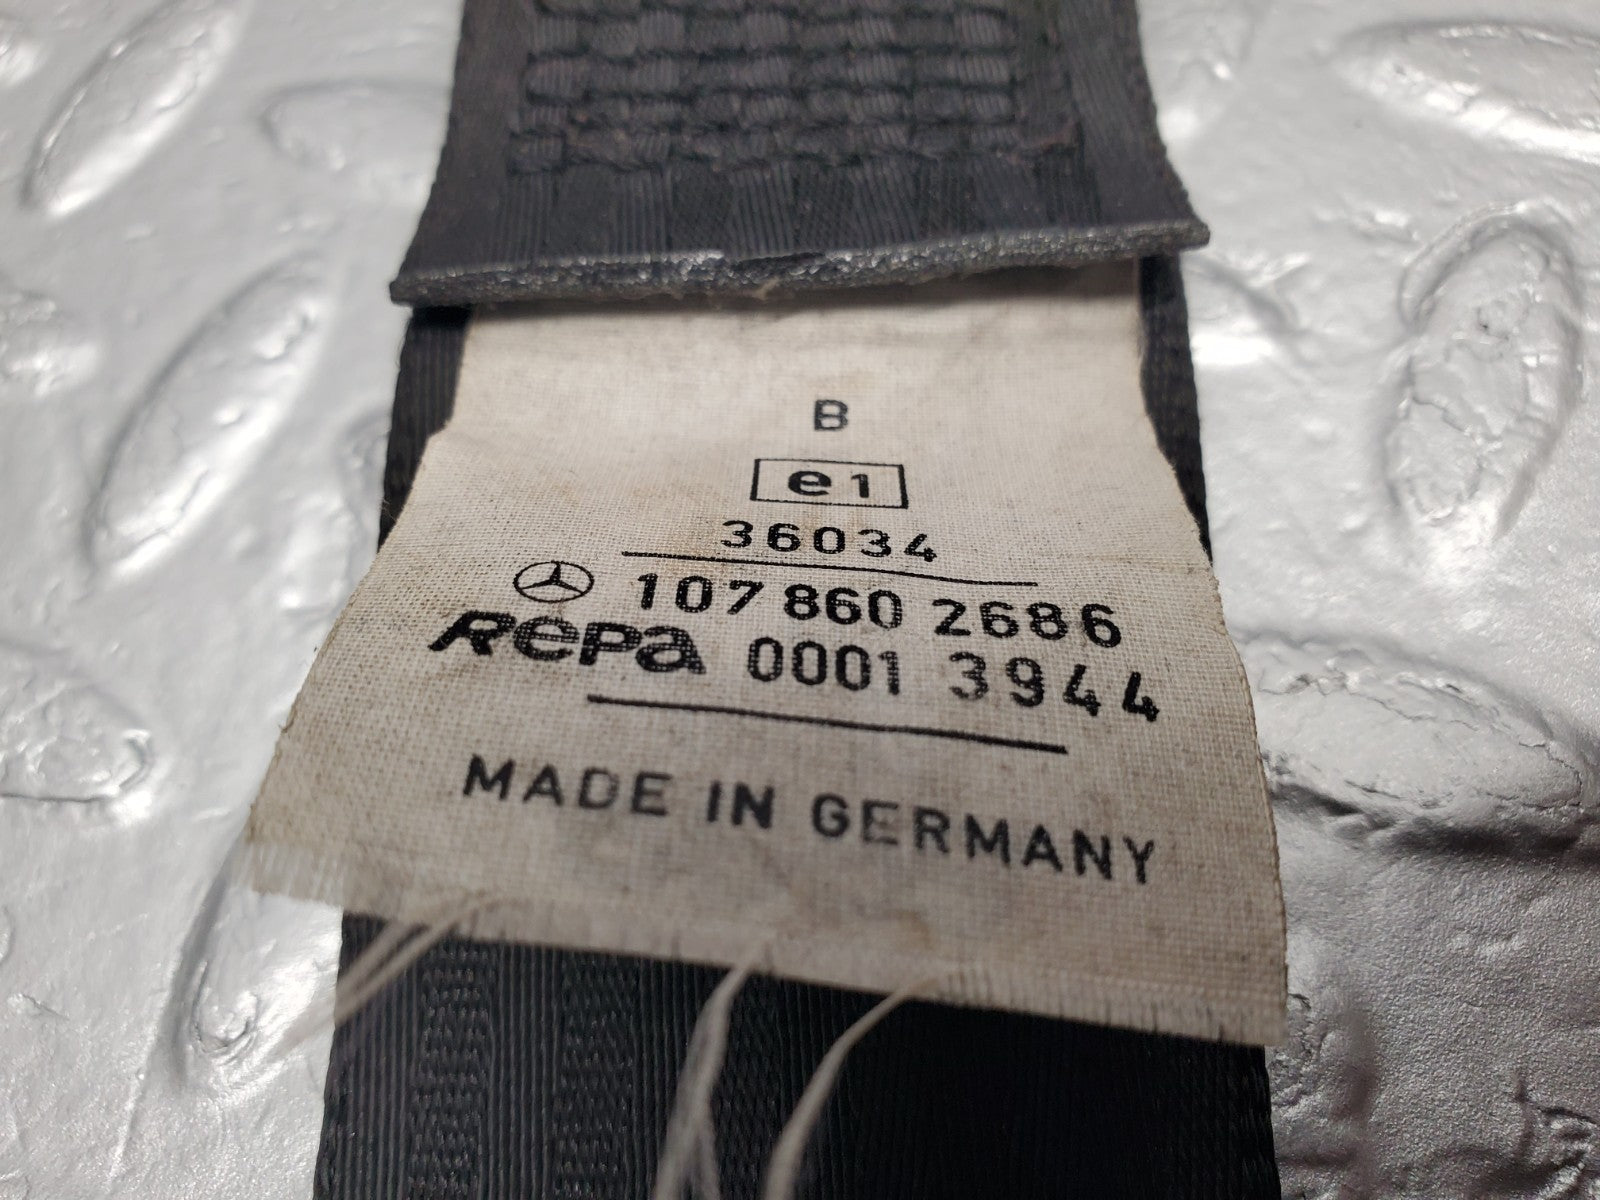 B
e1
36034
107 860 2686
Repa 0001 3944
MADE IN GERMANY